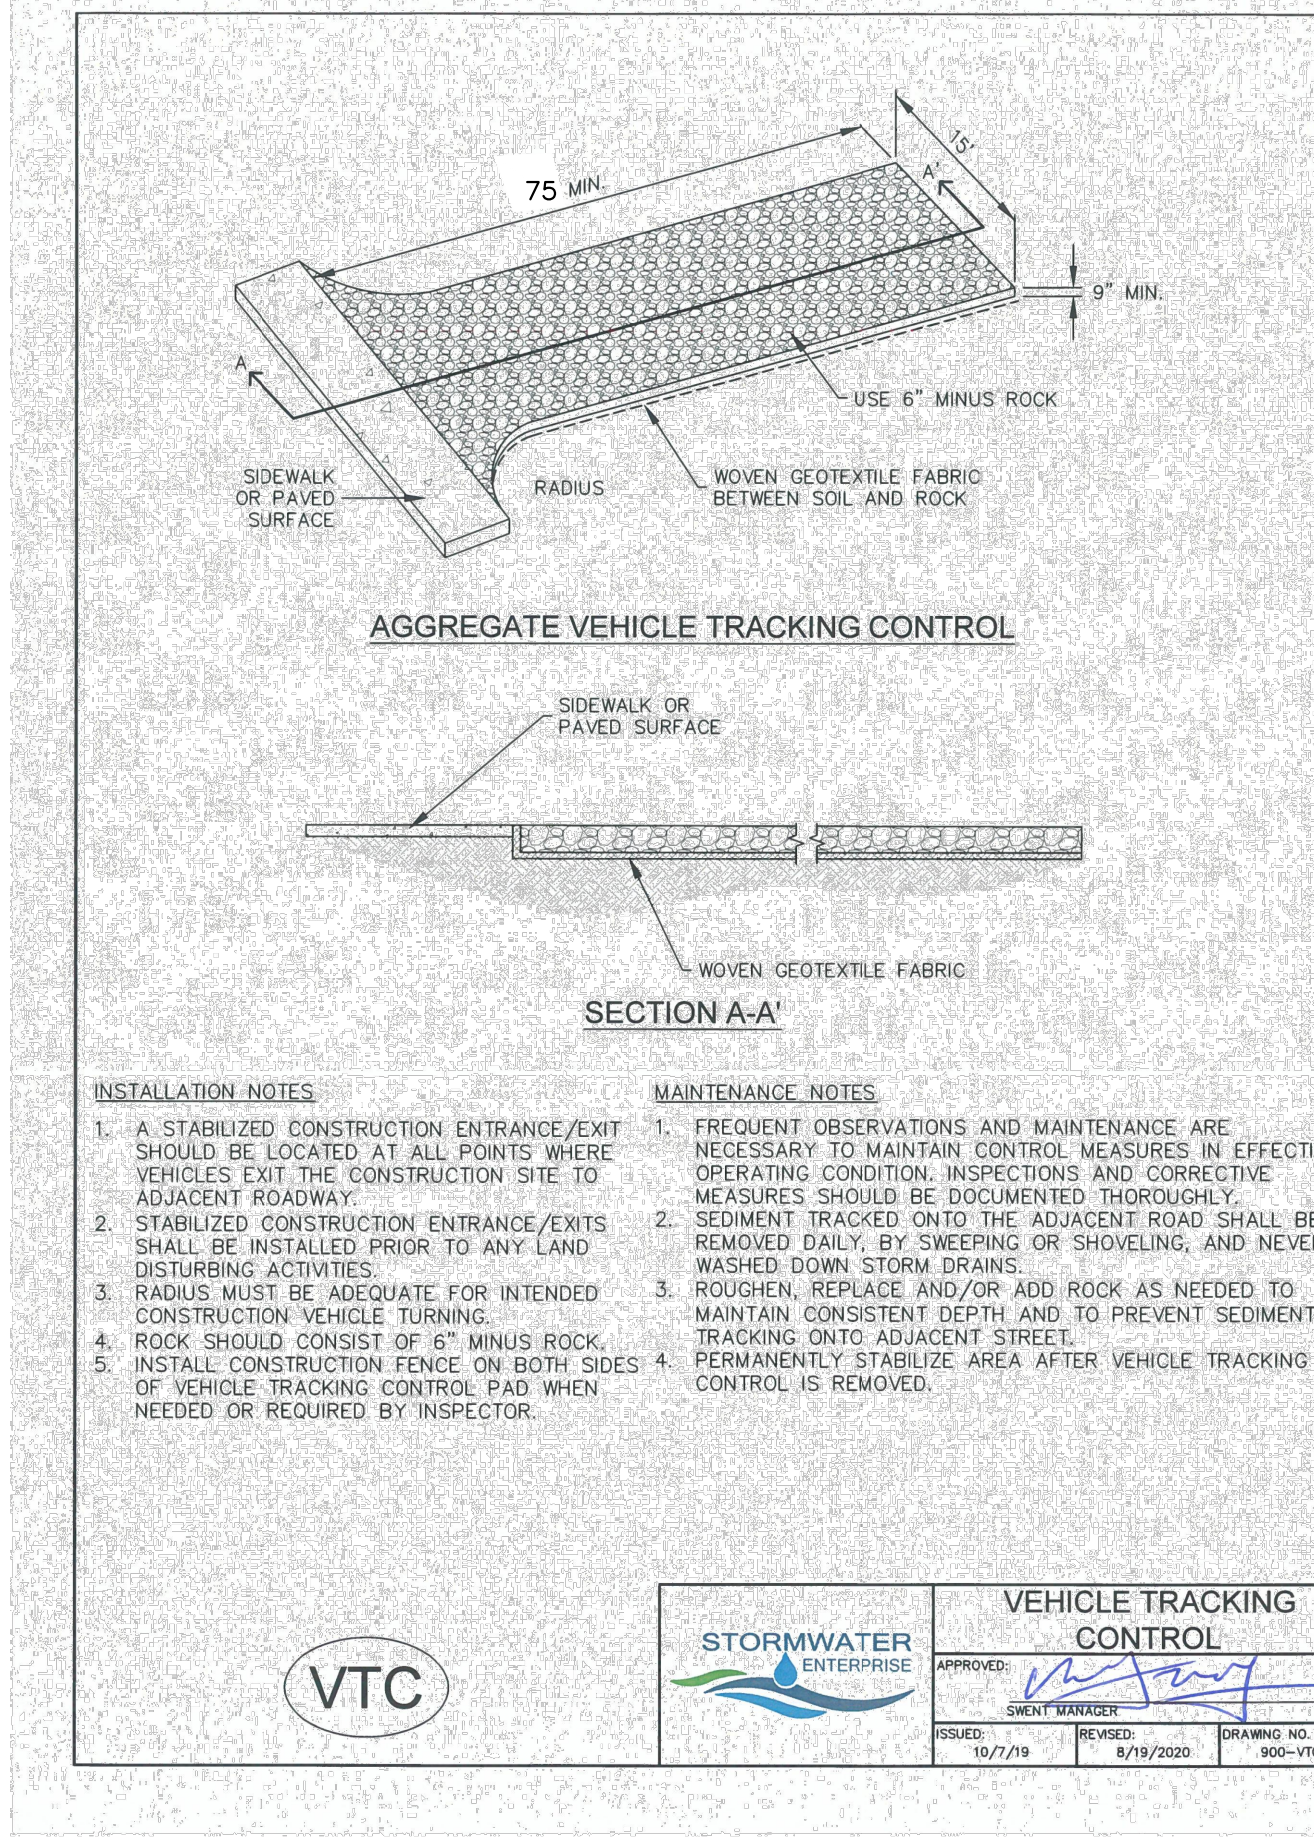 15'
75 MIN.
A'
9" MIN.
A
USE 6" MINUS ROCK
SIDEWALK
OR PAVED
SURFACE
RADIUS
WOVEN GEOTEXTILE FABRIC
BETWEEN SOIL AND ROCK
AGGREGATE VEHICLE TRACKING CONTROL
SIDEWALK OR
PAVED SURFACE
WOVEN GEOTEXTILE FABRIC
SECTION A-A'
INSTALLATION NOTES
1. A STABILIZED CONSTRUCTION ENTRANCE/EXIT
SHOULD BE LOCATED AT ALL POINTS WHERE
VEHICLES EXIT THE CONSTRUCTION SITE TO
ADJACENT ROADWAY.
2. STABILIZED CONSTRUCTION ENTRANCE/EXITS
SHALL BE INSTALLED PRIOR TO ANY LAND
DISTURBING ACTIVITIES.
3. RADIUS MUST BE ADEQUATE FOR INTENDED
CONSTRUCTION VEHICLE TURNING.
4. ROCK SHOULD CONSIST OF 6" MINUS ROCK.
5. INSTALL CONSTRUCTION FENCE ON BOTH SIDES
OF VEHICLE TRACKING CONTROL PAD WHEN
NEEDED OR REQUIRED BY INSPECTOR.
MAINTENANCE NOTES
1. FREQUENT OBSERVATIONS AND MAINTENANCE ARE
NECESSARY TO MAINTAIN CONTROL MEASURES IN EFFECTI
OPERATING CONDITION. INSPECTIONS AND CORRECTIVE
MEASURES SHOULD BE DOCUMENTED THOROUGHLY.
2. SEDIMENT TRACKED ONTO THE ADJACENT ROAD SHALL BE
REMOVED DAILY, BY SWEEPING OR SHOVELING, AND NEVER
WASHED DOWN STORM DRAINS.
3. ROUGHEN, REPLACE AND/OR ADD ROCK AS NEEDED TO
MAINTAIN CONSISTENT DEPTH AND TO PREVENT SEDIMENT
TRACKING ONTO ADJACENT STREET.
4. PERMANENTLY STABILIZE AREA AFTER VEHICLE TRACKING
CONTROL IS REMOVED.
VTC
STORMWATER
ENTERPRISE
VEHICLE TRACKING
CONTROL
APPROVED:
SWENT MANAGER
ISSUED:
10/7/19
REVISED:
8/19/2020
DRAWING NO.
900-VT